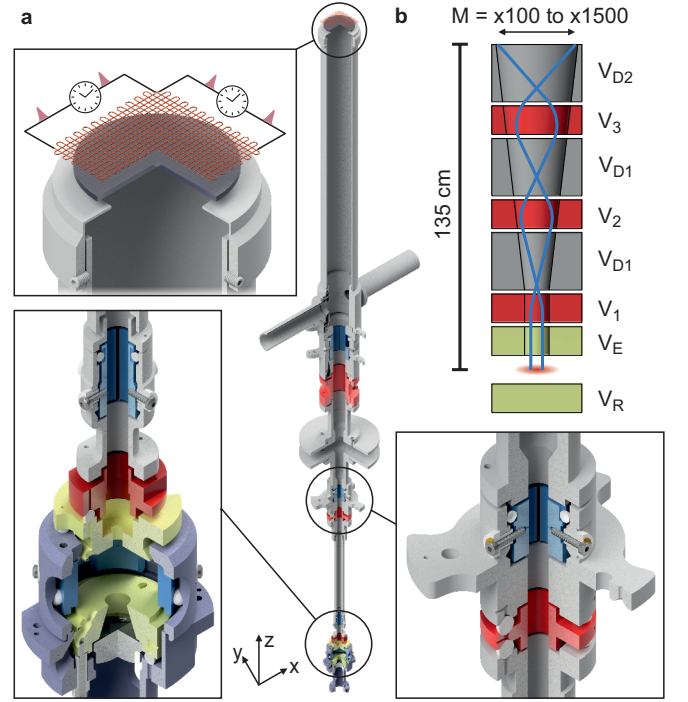 a
b
M = x100 to x1500
V_D2
V_3
V_D1
V_2
V_D1
V_1
V_E
V_R
135 cm
z
y
x